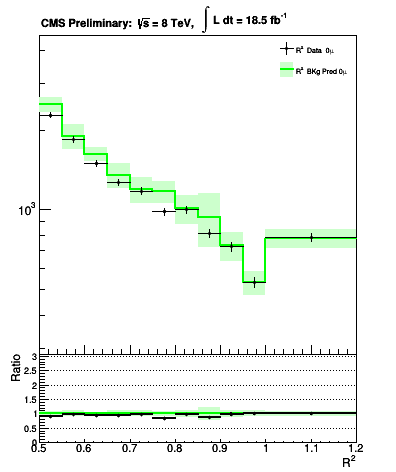 CMS Preliminary: √s = 8 TeV, ∫ L dt = 18.5 fb⁻¹
R² Data 0μ
R² BKg Pred 0μ
10³
Ratio
3
2.5
2
1.5
1
0.5
0
0.5 0.6 0.7 0.8 0.9 1 1.1 1.2
R²